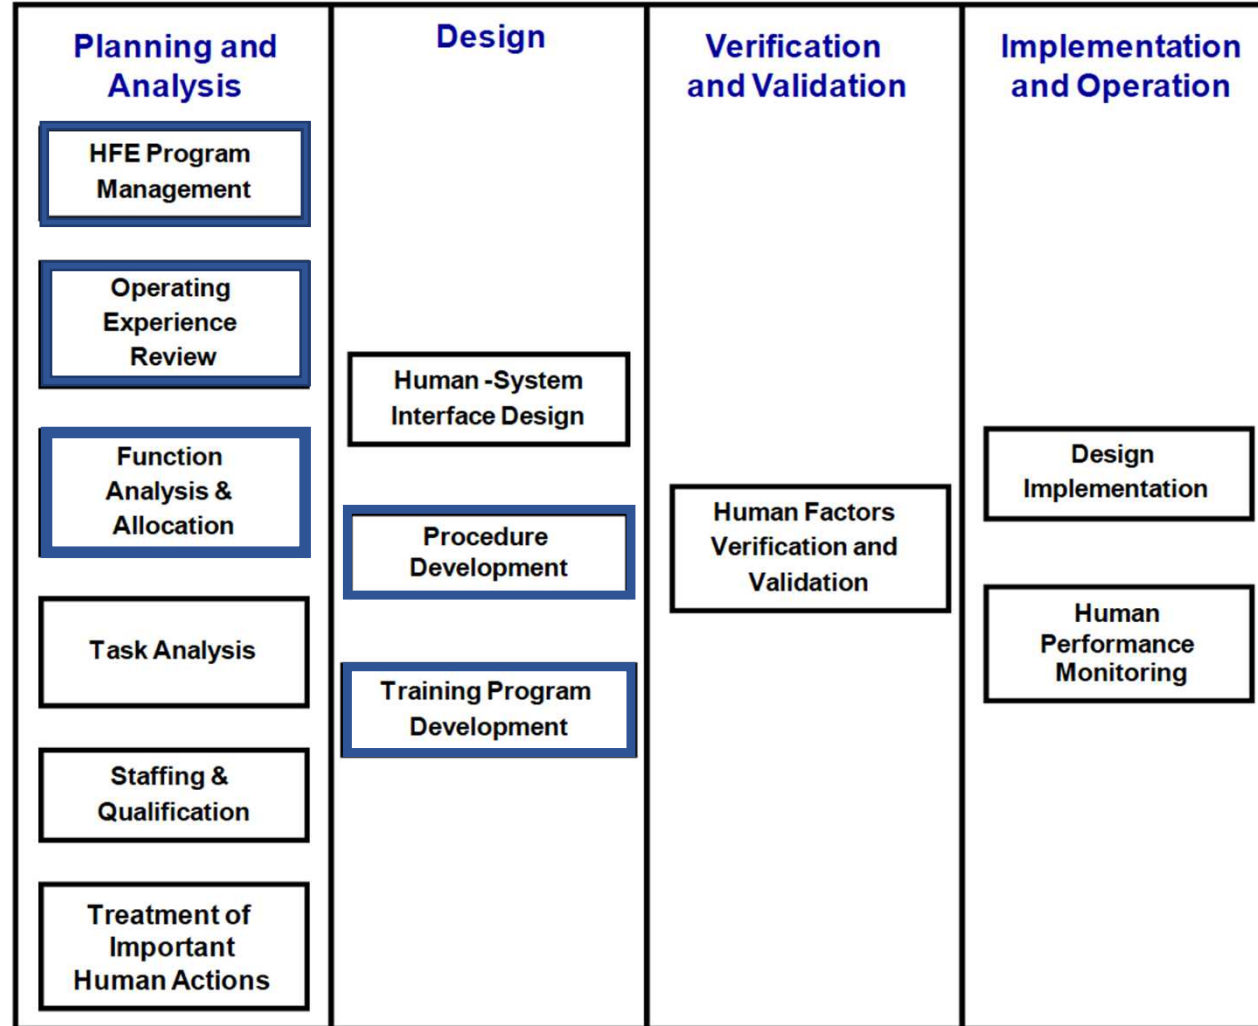 Planning and
Analysis
HFE Program
Management
Operating
Experience
Review
Function
Analysis &
Allocation
Task Analysis
Staffing &
Qualification
Treatment of
Important
Human Actions
Design
Human -System
Interface Design
Procedure
Development
Training Program
Development
Verification
and Validation
Human Factors
Verification and
Validation
Implementation
and Operation
Design
Implementation
Human
Performance
Monitoring